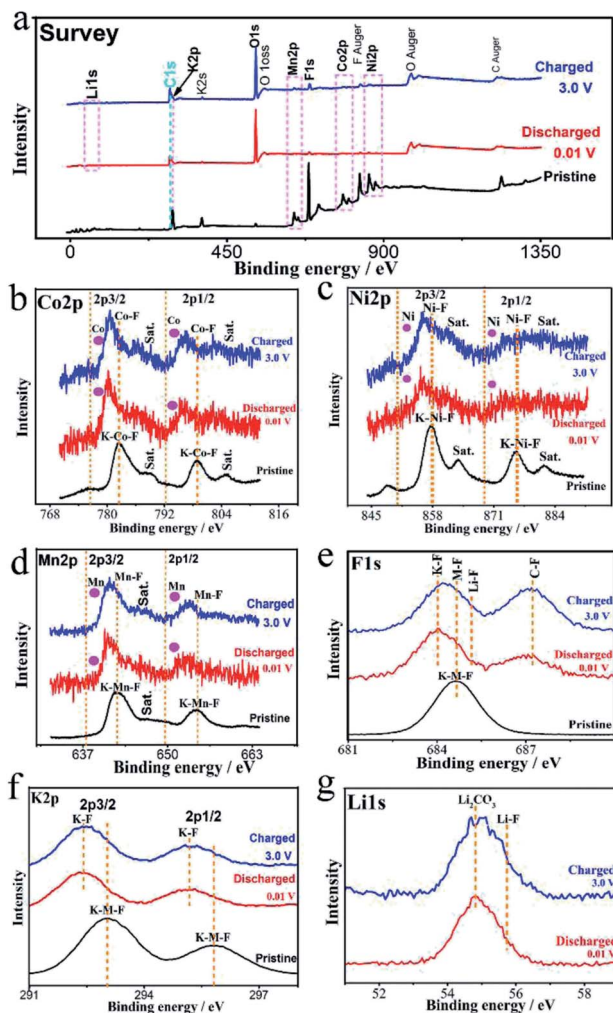 a
Survey
Li1s
C1s
K2p
K2s
O1s
O 1oss
Mn2p
F1s
Co2p
F Auger
Ni2p
O Auger
C Auger
Charged
3.0 V
Discharged
0.01 V
Pristine
Intensity
0 450 900 1350
Binding energy / eV
b
Co2p
2p3/2 2p1/2
Co Co-F Sat. Co Co-F Sat.
Charged
3.0 V
Discharged
0.01 V
K-Co-F Sat. K-Co-F Sat.
Pristine
Intensity
768 780 792 804 816
Binding energy / eV
c
Ni2p
2p3/2 2p1/2
Ni Ni-F Sat. Ni Ni-F Sat.
Charged
3.0 V
Discharged
0.01 V
K-Ni-F Sat. K-Ni-F Sat.
Pristine
Intensity
845 858 871 884
Binding energy / eV
d
Mn2p
2p3/2 2p1/2
Mn Mn-F Sat. Mn Mn-F
Charged
3.0 V
Discharged
0.01 V
K-Mn-F K-Mn-F
Pristine
Intensity
637 650 663
Binding energy / eV
e
F1s
K-F M-F Li-F C-F
Charged
3.0 V
Discharged
0.01 V
K-M-F
Pristine
Intensity
681 684 687
Binding energy / eV
f
K2p
2p3/2 2p1/2
K-F K-F
Charged
3.0 V
Discharged
0.01 V
K-M-F K-M-F
Pristine
Intensity
291 294 297
Binding energy / eV
g
Li1s
Li₂CO₃ Li-F
Charged
3.0 V
Discharged
0.01 V
Intensity
52 54 56 58
Binding energy / eV